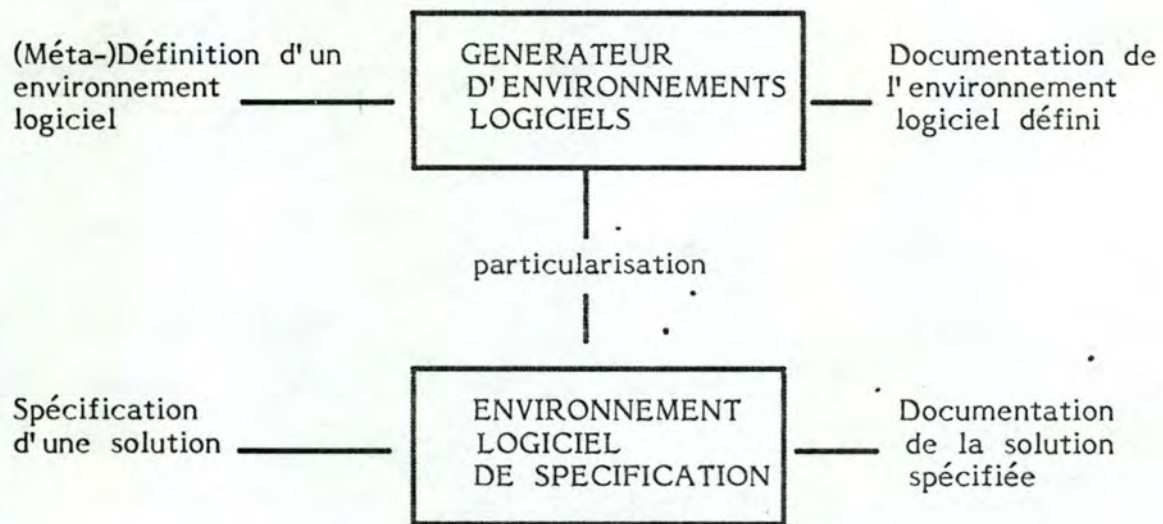 (Méta-)Définition d'un
environnement
logiciel
GENERATEUR
D'ENVIRONNEMENTS
LOGICIELS
Documentation de
l'environnement
logiciel défini
particularisation
Spécification
d'une solution
ENVIRONNEMENT
LOGICIEL
DE SPECIFICATION
Documentation
de la solution
spécifiée